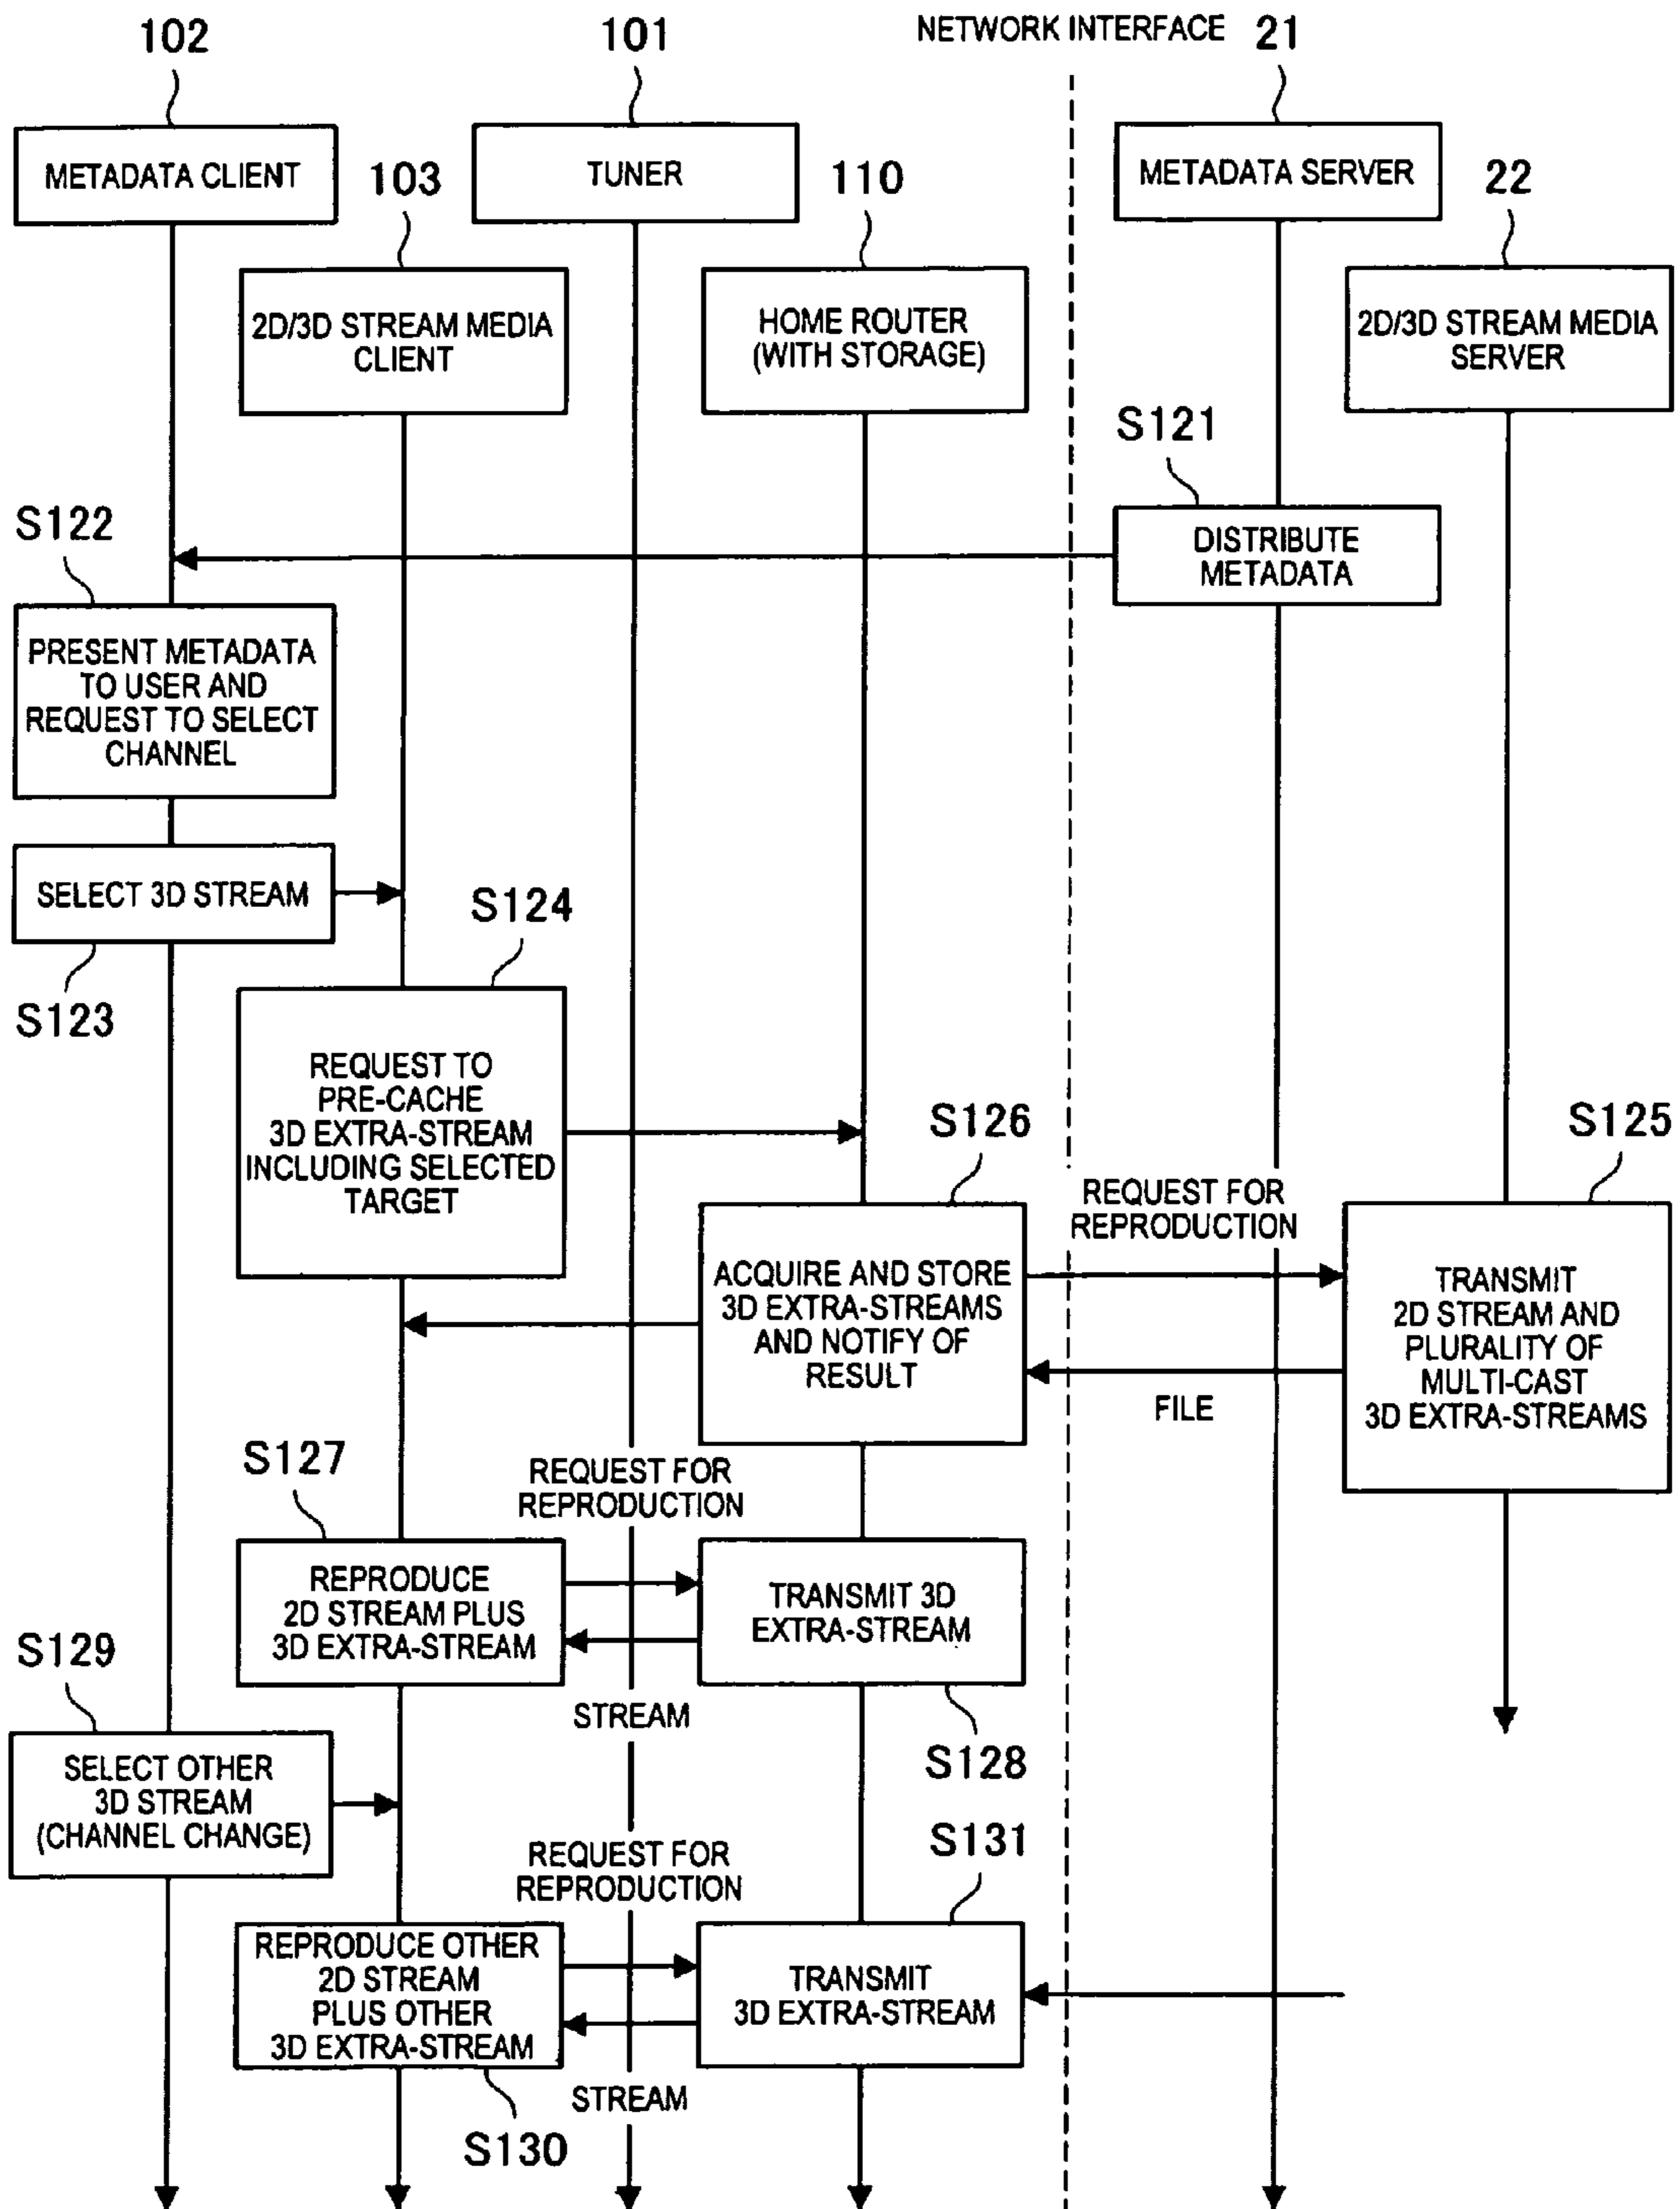 NETWORK INTERFACE
102
101
21
METADATA CLIENT
103
TUNER
110
METADATA SERVER
22
2D/3D STREAM MEDIA
CLIENT
HOME ROUTER
(WITH STORAGE)
2D/3D STREAM MEDIA
SERVER
S121
S122
DISTRIBUTE
METADATA
PRESENT METADATA
TO USER AND
REQUEST TO SELECT
CHANNEL
SELECT 3D STREAM
S123
S124
REQUEST TO
PRE-CACHE
3D EXTRA-STREAM
INCLUDING SELECTED
TARGET
S126
S125
REQUEST FOR
REPRODUCTION
ACQUIRE AND STORE
3D EXTRA-STREAMS
AND NOTIFY OF
RESULT
TRANSMIT
2D STREAM AND
PLURALITY OF
MULTI-CAST
3D EXTRA-STREAMS
FILE
S127
REQUEST FOR
REPRODUCTION
REPRODUCE
2D STREAM PLUS
3D EXTRA-STREAM
TRANSMIT 3D
EXTRA-STREAM
S129
STREAM
S128
SELECT OTHER
3D STREAM
(CHANNEL CHANGE)
REQUEST FOR
REPRODUCTION
S131
REPRODUCE OTHER
2D STREAM
PLUS OTHER
3D EXTRA-STREAM
TRANSMIT
3D EXTRA-STREAM
STREAM
S130